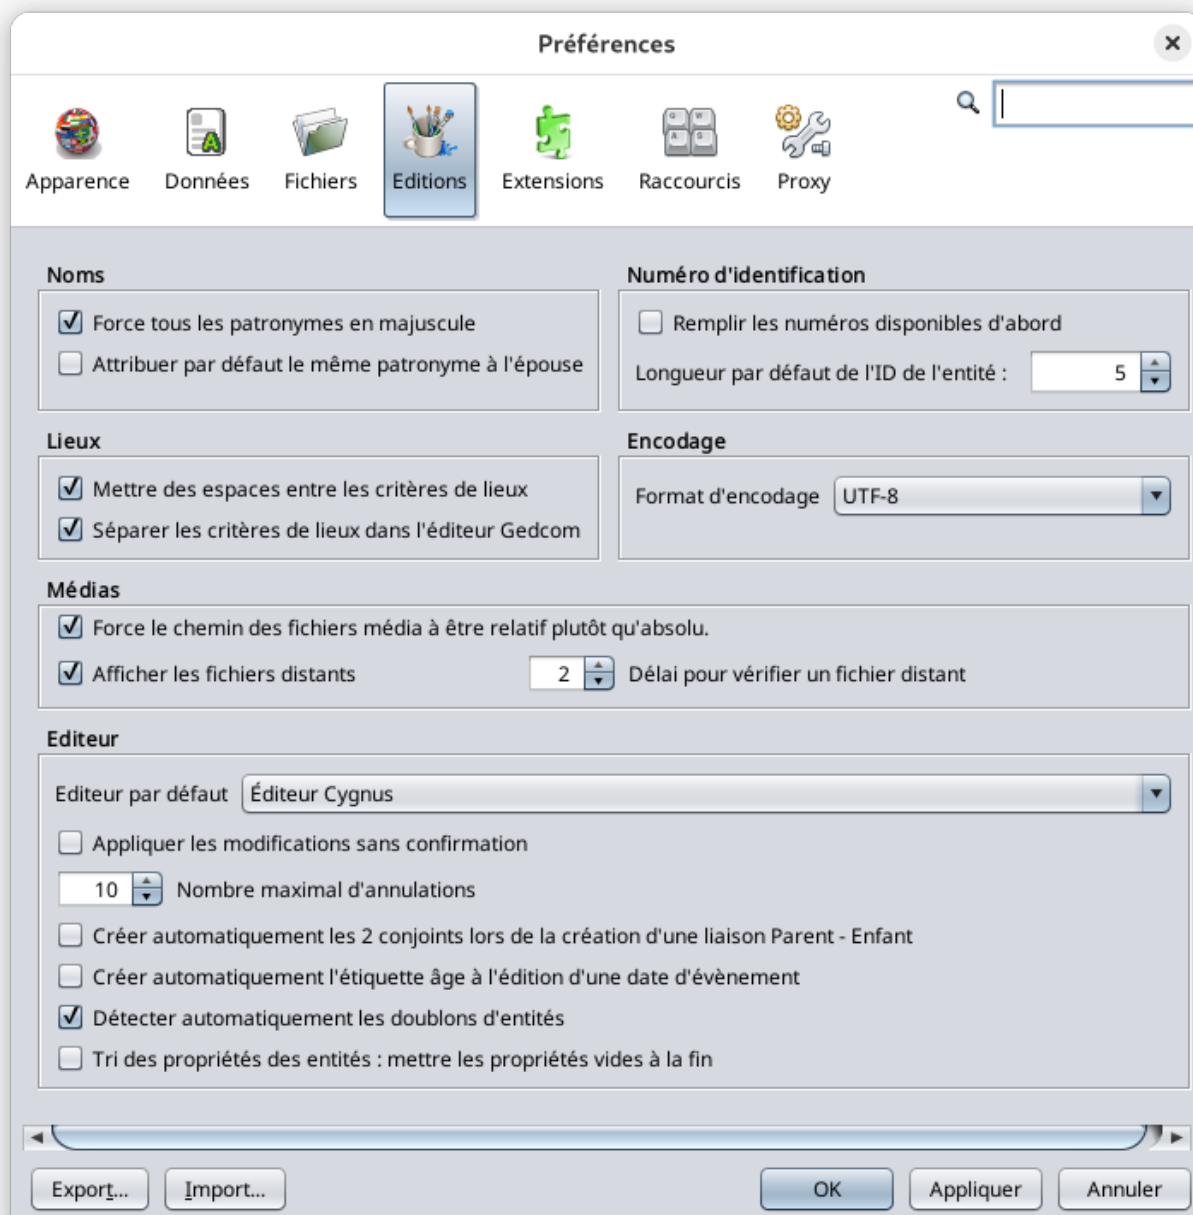 Préférences
Apparence
Données
Fichiers
Editions
Extensions
Raccourcis
Proxy
Noms
Force tous les patronymes en majuscule
Attribuer par défaut le même patronyme à l'épouse
Numéro d'identification
Remplir les numéros disponibles d'abord
Longueur par défaut de l'ID de l'entité : 5
Lieux
Mettre des espaces entre les critères de lieux
Séparer les critères de lieux dans l'éditeur Gedcom
Encodage
Format d'encodage UTF-8
Médias
Force le chemin des fichiers média à être relatif plutôt qu'absolu.
Afficher les fichiers distants 2 Délai pour vérifier un fichier distant
Editeur
Editeur par défaut Éditeur Cygnus
Appliquer les modifications sans confirmation
10 Nombre maximal d'annulations
Créer automatiquement les 2 conjoints lors de la création d'une liaison Parent - Enfant
Créer automatiquement l'étiquette âge à l'édition d'une date d'évènement
Détecter automatiquement les doublons d'entités
Tri des propriétés des entités : mettre les propriétés vides à la fin
Export...
Import...
OK
Appliquer
Annuler